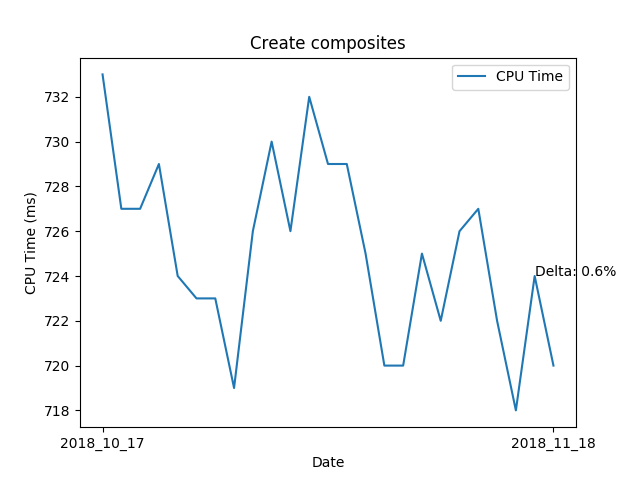 Create composites
CPU Time
732
730
728
726
724
722
720
718
CPU Time (ms)
Delta: 0.6%
2018_10_17
2018_11_18
Date